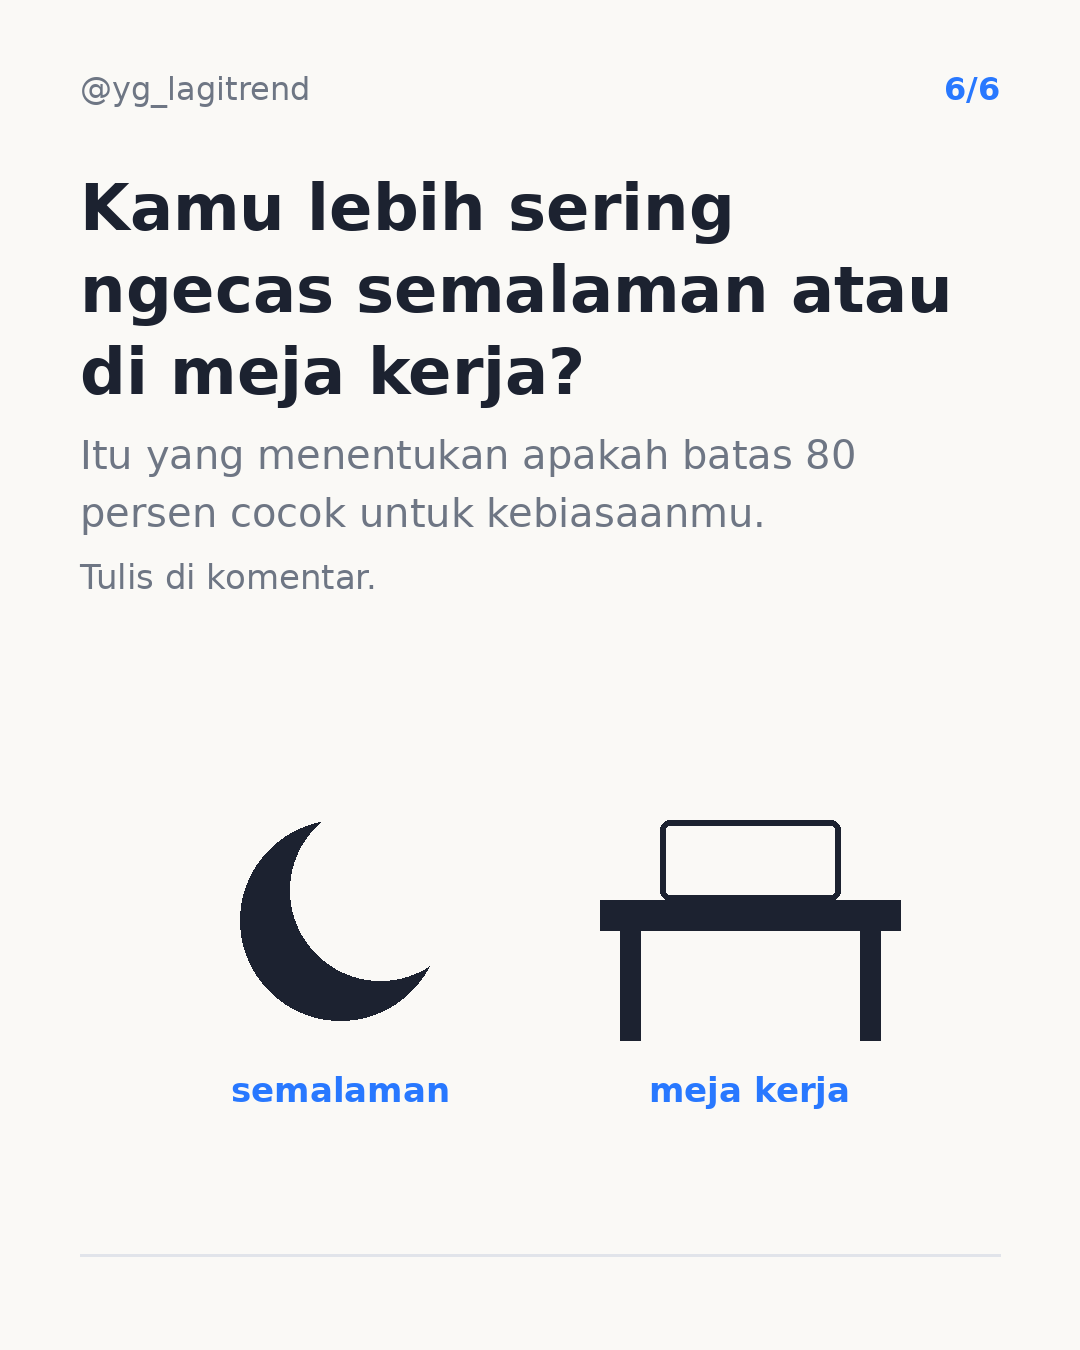 @yg_lagitrend
6/6
Kamu lebih sering
ngecas semalaman atau
di meja kerja?
Itu yang menentukan apakah batas 80
persen cocok untuk kebiasaanmu.
Tulis di komentar.
semalaman
meja kerja